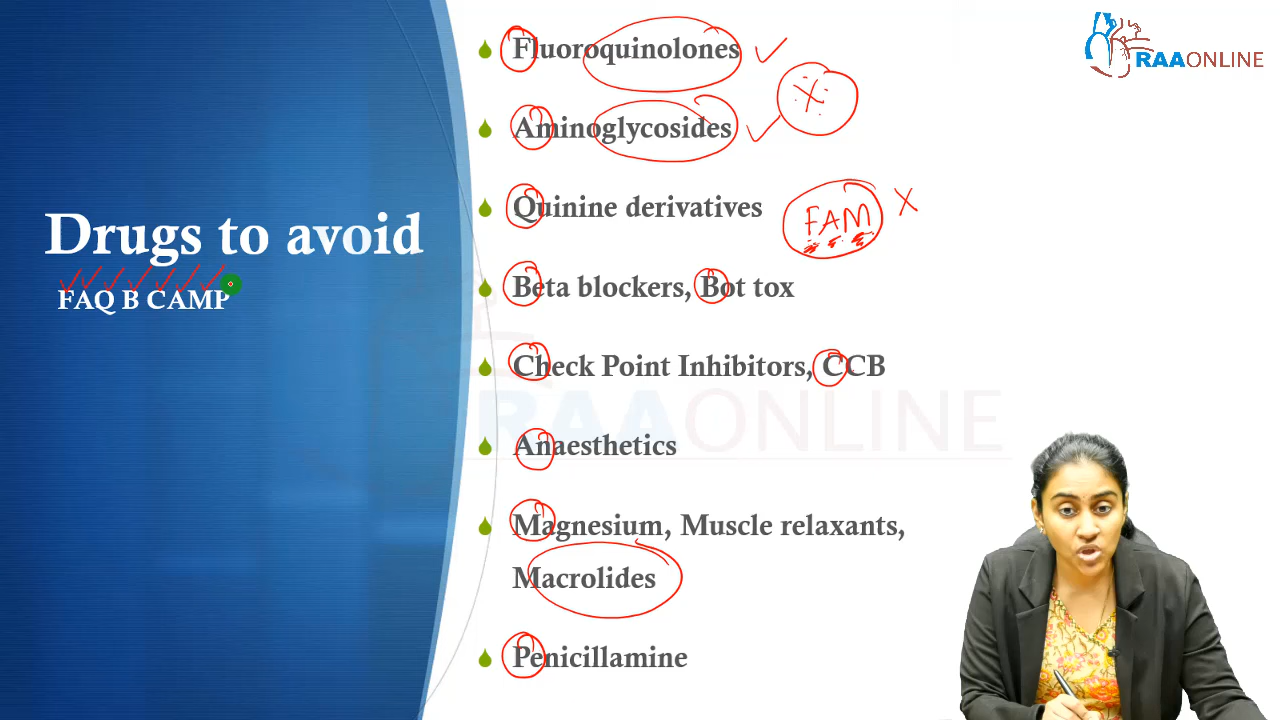 Drugs to avoid
FAQ B CAMP
Fluoroquinolones
Aminoglycosides
X
Quinine derivatives
FAM X
Beta blockers, Bot tox
Check Point Inhibitors, CCB
Anaesthetics
Magnesium, Muscle relaxants,
Macrolides
Penicillamine
RAAONLINE
RAAONLINE